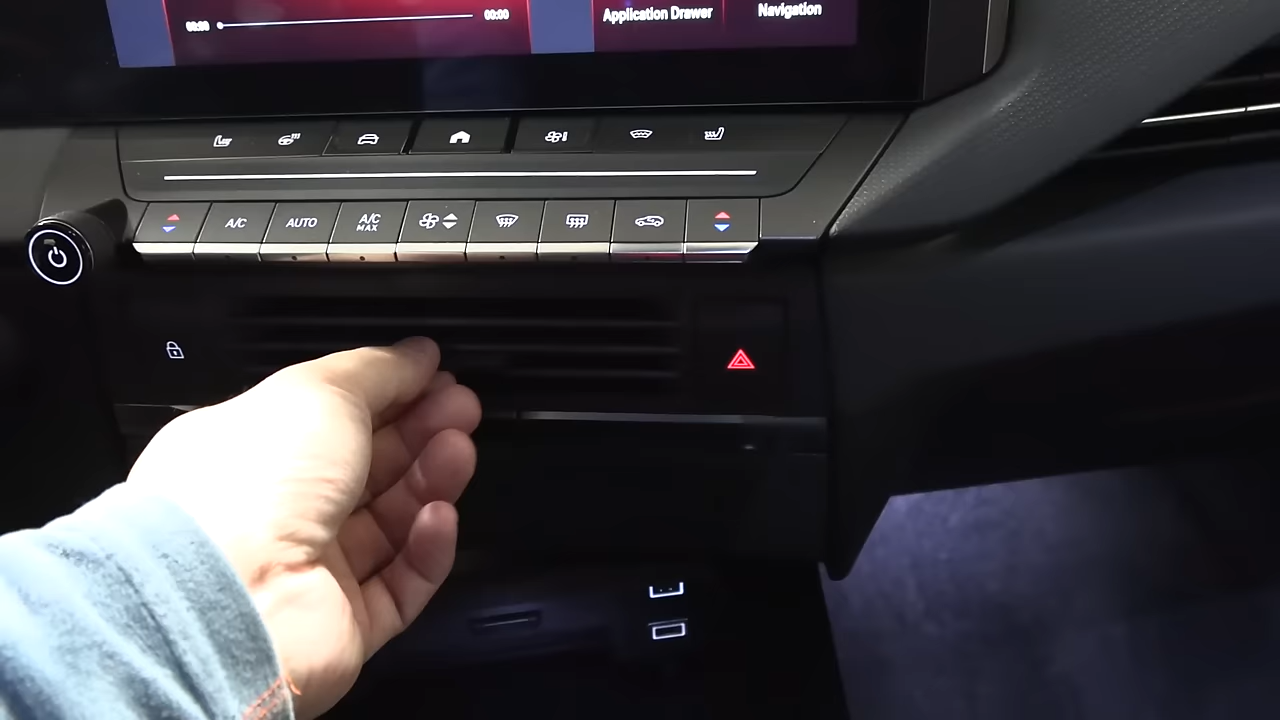 00:00
00:00
Application Drawer
Navigation
A/C
AUTO
A/C
MAX